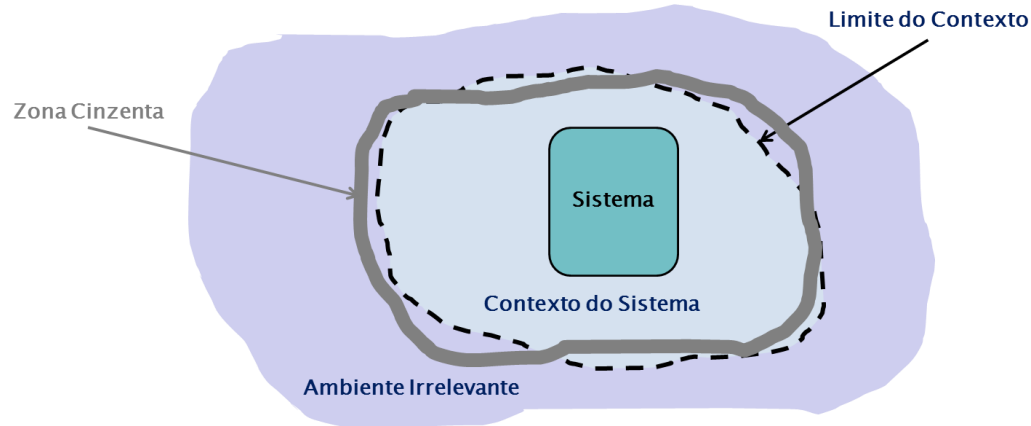 Limite do Contexto
Zona Cinzenta
Sistema
Contexto do Sistema
Ambiente Irrelevante